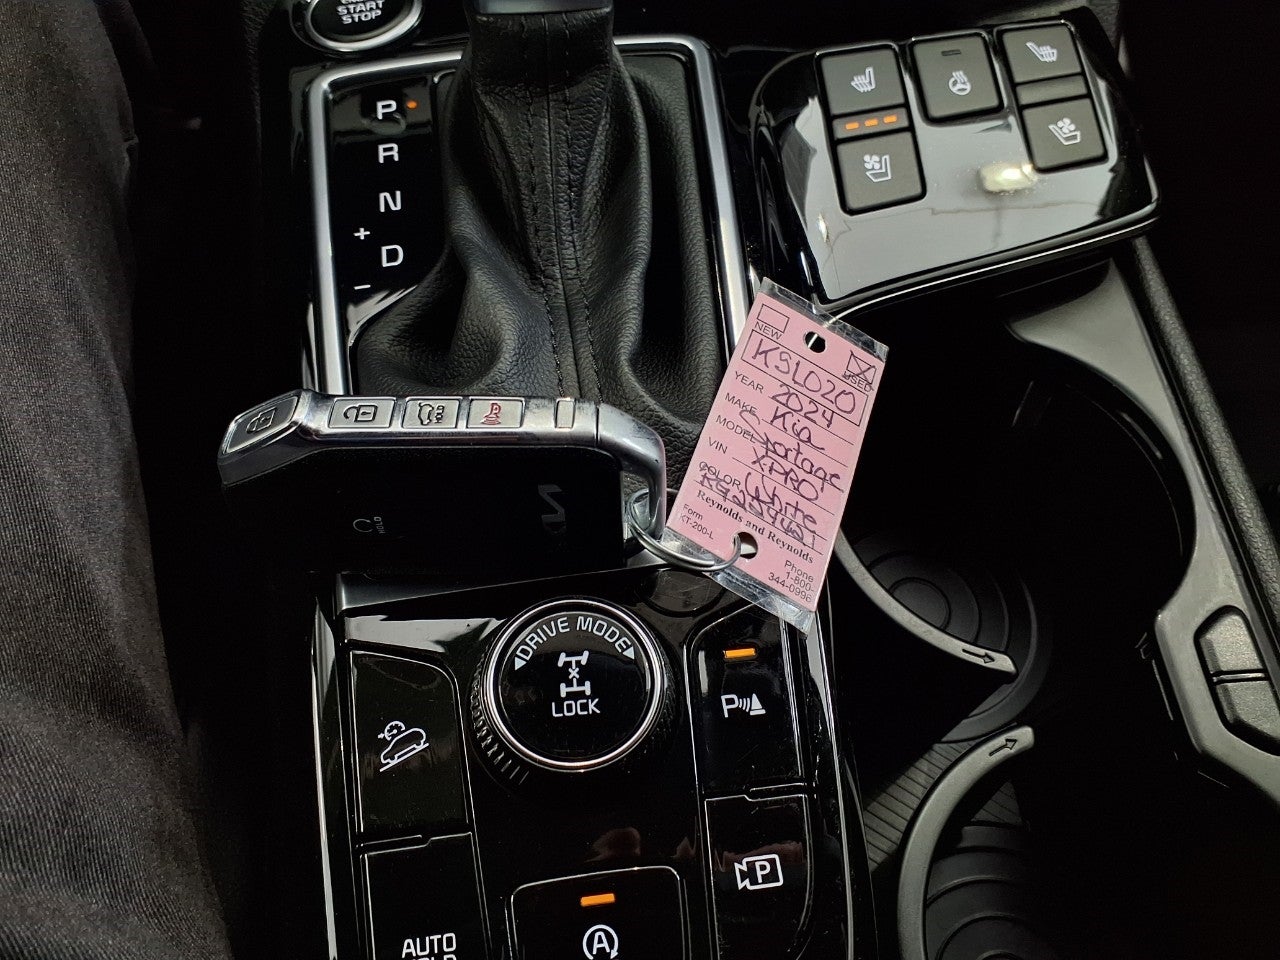 START
STOP
P
R
N
+
D
-
NEW
USED
KSL020
YEAR 2024
MAKE Kia
MODEL Sportage
VIN X-PRO
COLOR White
Reynolds and Reynolds
Form
KT-200-L
Phone
1-800-
344-0996
HOLD
DRIVE MODE
LOCK
P
P
AUTO
A